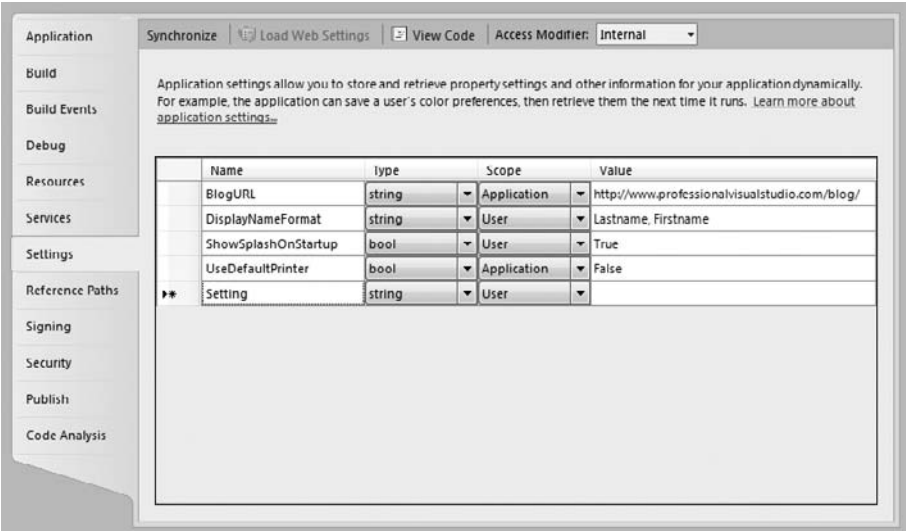 Application
Build
Build Events
Debug
Resources
Services
Settings
Reference Paths
Signing
Security
Publish
Code Analysis
Synchronize Load Web Settings View Code Access Modifier: Internal
Application settings allow you to store and retrieve property settings and other information for your application dynamically.
For example, the application can save a user's color preferences, then retrieve them the next time it runs. Learn more about
application settings...
Name Type Scope Value
BlogURL string Application http://www.professionalvisualstudio.com/blog/
DisplayNameFormat string User Lastname, Firstname
ShowSplashOnStartup bool User True
UseDefaultPrinter bool Application False
Setting string User